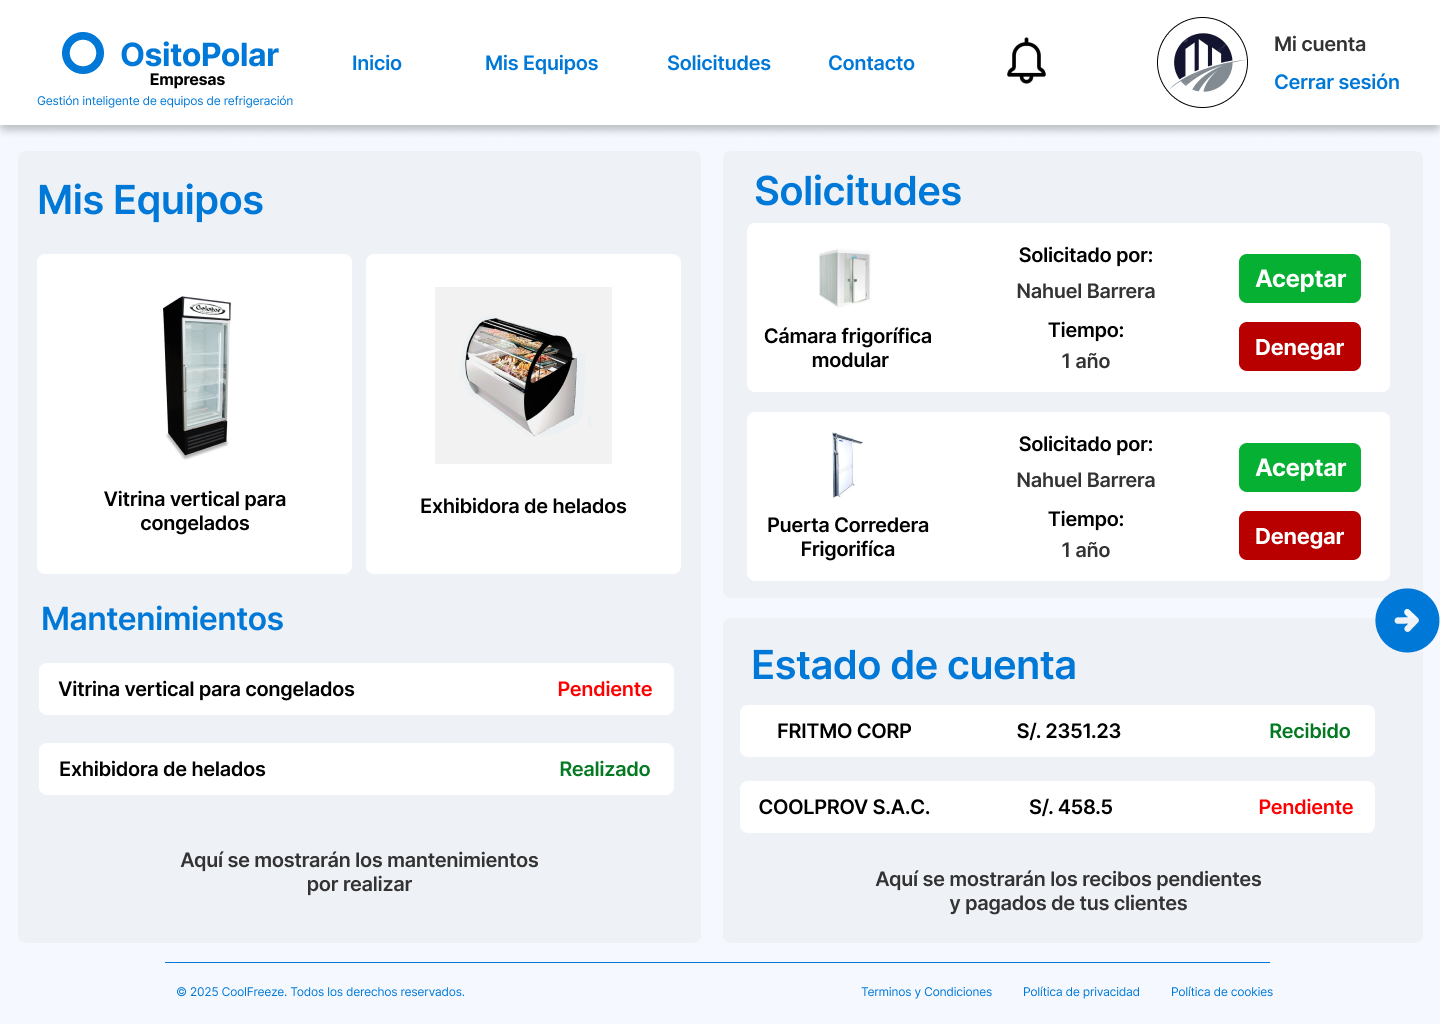 OsitoPolar
Empresas
Gestión inteligente de equipos de refrigeración
Inicio
Mis Equipos
Solicitudes
Contacto
Mi cuenta
Cerrar sesión
Mis Equipos
Vitrina vertical para
congelados
Exhibidora de helados
Mantenimientos
Vitrina vertical para congelados
Pendiente
Exhibidora de helados
Realizado
Aquí se mostrarán los mantenimientos
por realizar
Solicitudes
Cámara frigorífica
modular
Solicitado por:
Nahuel Barrera
Tiempo:
1 año
Aceptar
Denegar
Puerta Corredera
Frigorifíca
Solicitado por:
Nahuel Barrera
Tiempo:
1 año
Aceptar
Denegar
Estado de cuenta
FRITMO CORP
S/. 2351.23
Recibido
COOLPROV S.A.C.
S/. 458.5
Pendiente
Aquí se mostrarán los recibos pendientes
y pagados de tus clientes
© 2025 CoolFreeze. Todos los derechos reservados.
Terminos y Condiciones
Política de privacidad
Política de cookies